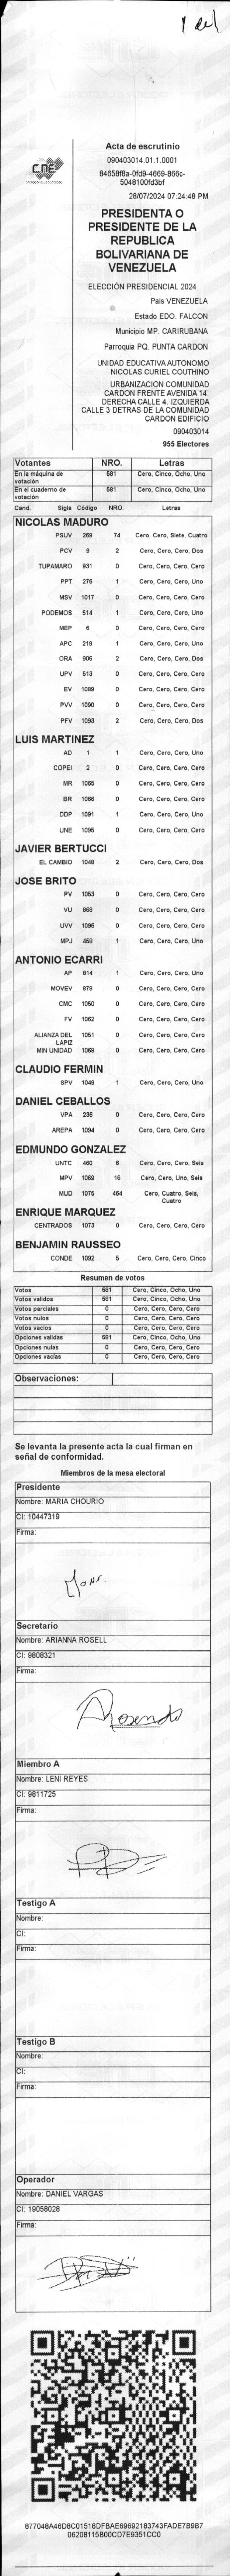 1 de 1
CNE
Acta de escrutinio
090403014.01.1.0001
84658f8a-0fd9-4669-866c-
5048100fd3bf
28/07/2024 07:24:48 PM
PRESIDENTA O
PRESIDENTE DE LA
REPUBLICA
BOLIVARIANA DE
VENEZUELA
ELECCIÓN PRESIDENCIAL 2024
Pais VENEZUELA
Estado EDO. FALCON
Municipio MP. CARIRUBANA
Parroquia PQ. PUNTA CARDON
UNIDAD EDUCATIVA AUTONOMO
NICOLAS CURIEL COUTHINO
URBANIZACION COMUNIDAD
CARDON FRENTE AVENIDA 14.
DERECHA CALLE 4. IZQUIERDA
CALLE 3 DETRAS DE LA COMUNIDAD
CARDON EDIFICIO
090403014
955 Electores
Votantes NRO. Letras
En la máquina de votación 581 Cero, Cinco, Ocho, Uno
En el cuaderno de votación 581 Cero, Cinco, Ocho, Uno
Cand. Sigla Código NRO. Letras
NICOLAS MADURO
PSUV 269 74 Cero, Cero, Siete, Cuatro
PCV 9 2 Cero, Cero, Cero, Dos
TUPAMARO 931 0 Cero, Cero, Cero, Cero
PPT 276 1 Cero, Cero, Cero, Uno
MSV 1017 0 Cero, Cero, Cero, Cero
PODEMOS 514 1 Cero, Cero, Cero, Uno
MEP 6 0 Cero, Cero, Cero, Cero
APC 219 1 Cero, Cero, Cero, Uno
ORA 906 2 Cero, Cero, Cero, Dos
UPV 513 0 Cero, Cero, Cero, Cero
EV 1089 0 Cero, Cero, Cero, Cero
PVV 1090 0 Cero, Cero, Cero, Cero
PFV 1093 2 Cero, Cero, Cero, Dos
LUIS MARTINEZ
AD 1 1 Cero, Cero, Cero, Uno
COPEI 2 0 Cero, Cero, Cero, Cero
MR 1065 0 Cero, Cero, Cero, Cero
BR 1066 0 Cero, Cero, Cero, Cero
DDP 1091 1 Cero, Cero, Cero, Uno
UNE 1095 0 Cero, Cero, Cero, Cero
JAVIER BERTUCCI
EL CAMBIO 1048 2 Cero, Cero, Cero, Dos
JOSE BRITO
PV 1053 0 Cero, Cero, Cero, Cero
VU 868 0 Cero, Cero, Cero, Cero
UVV 1096 0 Cero, Cero, Cero, Cero
MPJ 458 1 Cero, Cero, Cero, Uno
ANTONIO ECARRI
AP 814 1 Cero, Cero, Cero, Uno
MOVEV 978 0 Cero, Cero, Cero, Cero
CMC 1050 0 Cero, Cero, Cero, Cero
FV 1062 0 Cero, Cero, Cero, Cero
ALIANZA DEL LAPIZ 1051 0 Cero, Cero, Cero, Cero
MIN UNIDAD 1069 0 Cero, Cero, Cero, Cero
CLAUDIO FERMIN
SPV 1049 1 Cero, Cero, Cero, Uno
DANIEL CEBALLOS
VPA 236 0 Cero, Cero, Cero, Cero
AREPA 1094 0 Cero, Cero, Cero, Cero
EDMUNDO GONZALEZ
UNTC 460 6 Cero, Cero, Cero, Seis
MPV 1069 16 Cero, Cero, Uno, Seis
MUD 1075 464 Cero, Cuatro, Seis, Cuatro
ENRIQUE MARQUEZ
CENTRADOS 1073 0 Cero, Cero, Cero, Cero
BENJAMIN RAUSSEO
CONDE 1092 5 Cero, Cero, Cero, Cinco
Resumen de votos
Votos 581 Cero, Cinco, Ocho, Uno
Votos validos 581 Cero, Cinco, Ocho, Uno
Votos parciales 0 Cero, Cero, Cero, Cero
Votos nulos 0 Cero, Cero, Cero, Cero
Votos vacios 0 Cero, Cero, Cero, Cero
Opciones validas 581 Cero, Cinco, Ocho, Uno
Opciones nulas 0 Cero, Cero, Cero, Cero
Opciones vacias 0 Cero, Cero, Cero, Cero
Observaciones:
Se levanta la presente acta la cual firman en
señal de conformidad.
Miembros de la mesa electoral
Presidente
Nombre: MARIA CHOURIO
CI: 10447319
Firma:
Secretario
Nombre: ARIANNA ROSELL
CI: 9808321
Firma:
Miembro A
Nombre: LENI REYES
CI: 9811725
Firma:
Testigo A
Nombre:
CI:
Firma:
Testigo B
Nombre:
CI:
Firma:
Operador
Nombre: DANIEL VARGAS
CI: 19058028
Firma:
877048A46D8C01518DFBAE69692183743FADE7B9B7
06208115B00CD7E9351CC0